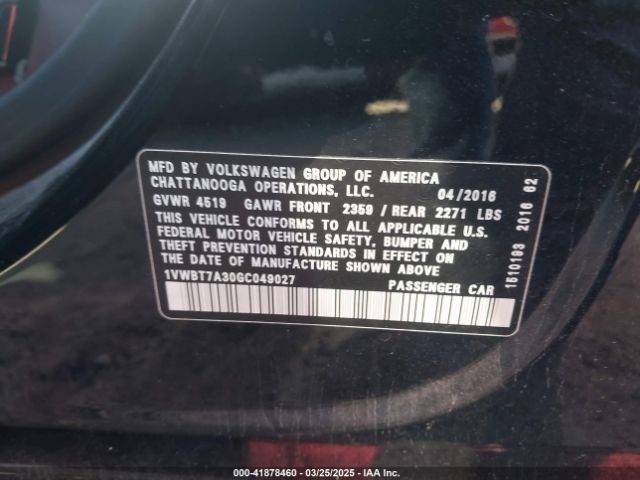 MFD BY VOLKSWAGEN GROUP OF AMERICA
CHATTANOOGA OPERATIONS, LLC. 04/2016
GVWR 4519 GAWR FRONT 2359 / REAR 2271 LBS
THIS VEHICLE CONFORMS TO ALL APPLICABLE U.S.
FEDERAL MOTOR VEHICLE SAFETY, BUMPER AND
THEFT PREVENTION STANDARDS IN EFFECT ON
THE DATE OF MANUFACTURE SHOWN ABOVE
1VWBT7A30GC049027 PASSENGER CAR
1610193 2016 62
000-41878460 - 03/25/2025 - IAA Inc.